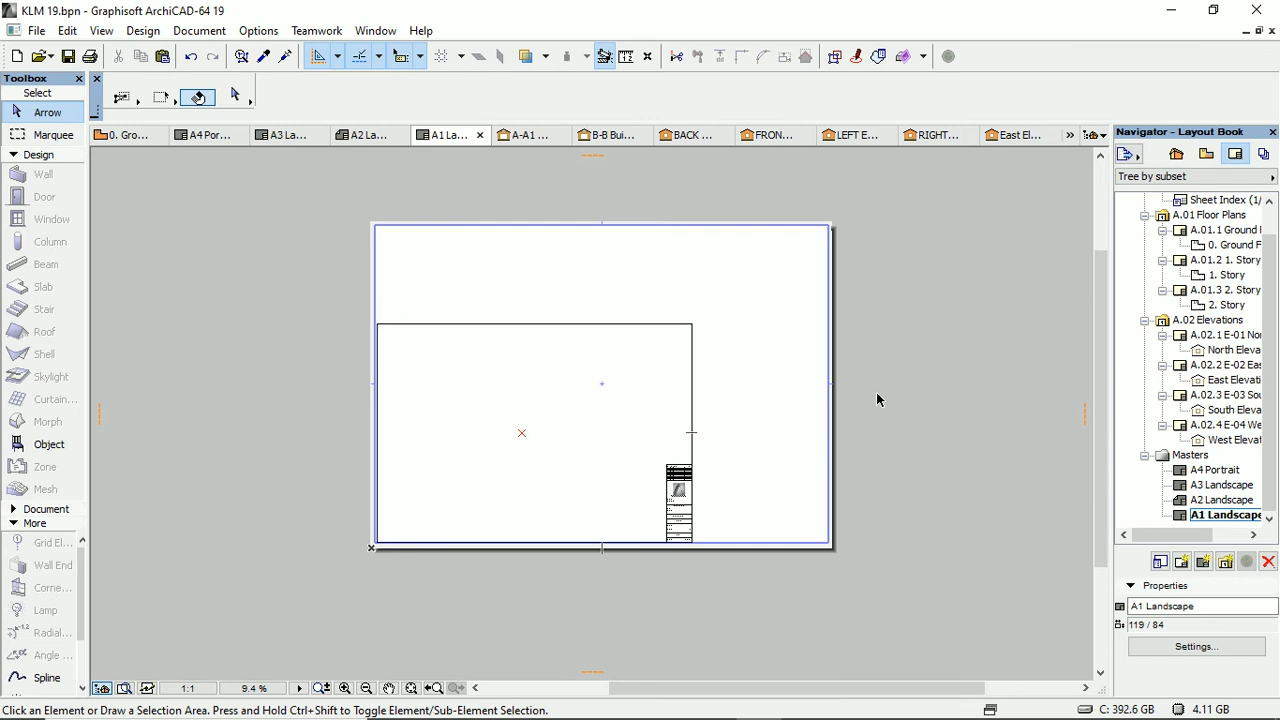 KLM 19.bpn - Graphisoft ArchiCAD-64 19
File Edit View Design Document Options Teamwork Window Help
Toolbox
Select
Arrow
Marquee
Design
Wall
Door
Window
Column
Beam
Slab
Stair
Roof
Shell
Skylight
Curtain...
Morph
Object
Zone
Mesh
Document
More
Grid El...
Wall End
Corne...
Lamp
Radial...
Angle ...
Spline
0. Gro... A4 Por... A3 La... A2 La... A1 La... A-A1 ... B-B Bui... BACK ... FRON... LEFT E... RIGHT... East El...
1:1 9.4 %
Navigator - Layout Book
Tree by subset
Sheet Index (1/
A.01 Floor Plans
A.01.1 Ground
0. Ground F
A.01.2 1. Story
1. Story
A.01.3 2. Story
2. Story
A.02 Elevations
A.02.1 E-01 Nor
North Eleva
A.02.2 E-02 Eas
East Elevati
A.02.3 E-03 Sou
South Eleva
A.02.4 E-04 We
West Elevat
Masters
A4 Portrait
A3 Landscape
A2 Landscape
A1 Landscape
Properties
A1 Landscape
119 / 84
Settings...
Click an Element or Draw a Selection Area. Press and Hold Ctrl+Shift to Toggle Element/Sub-Element Selection.
C: 392.6 GB 4.11 GB